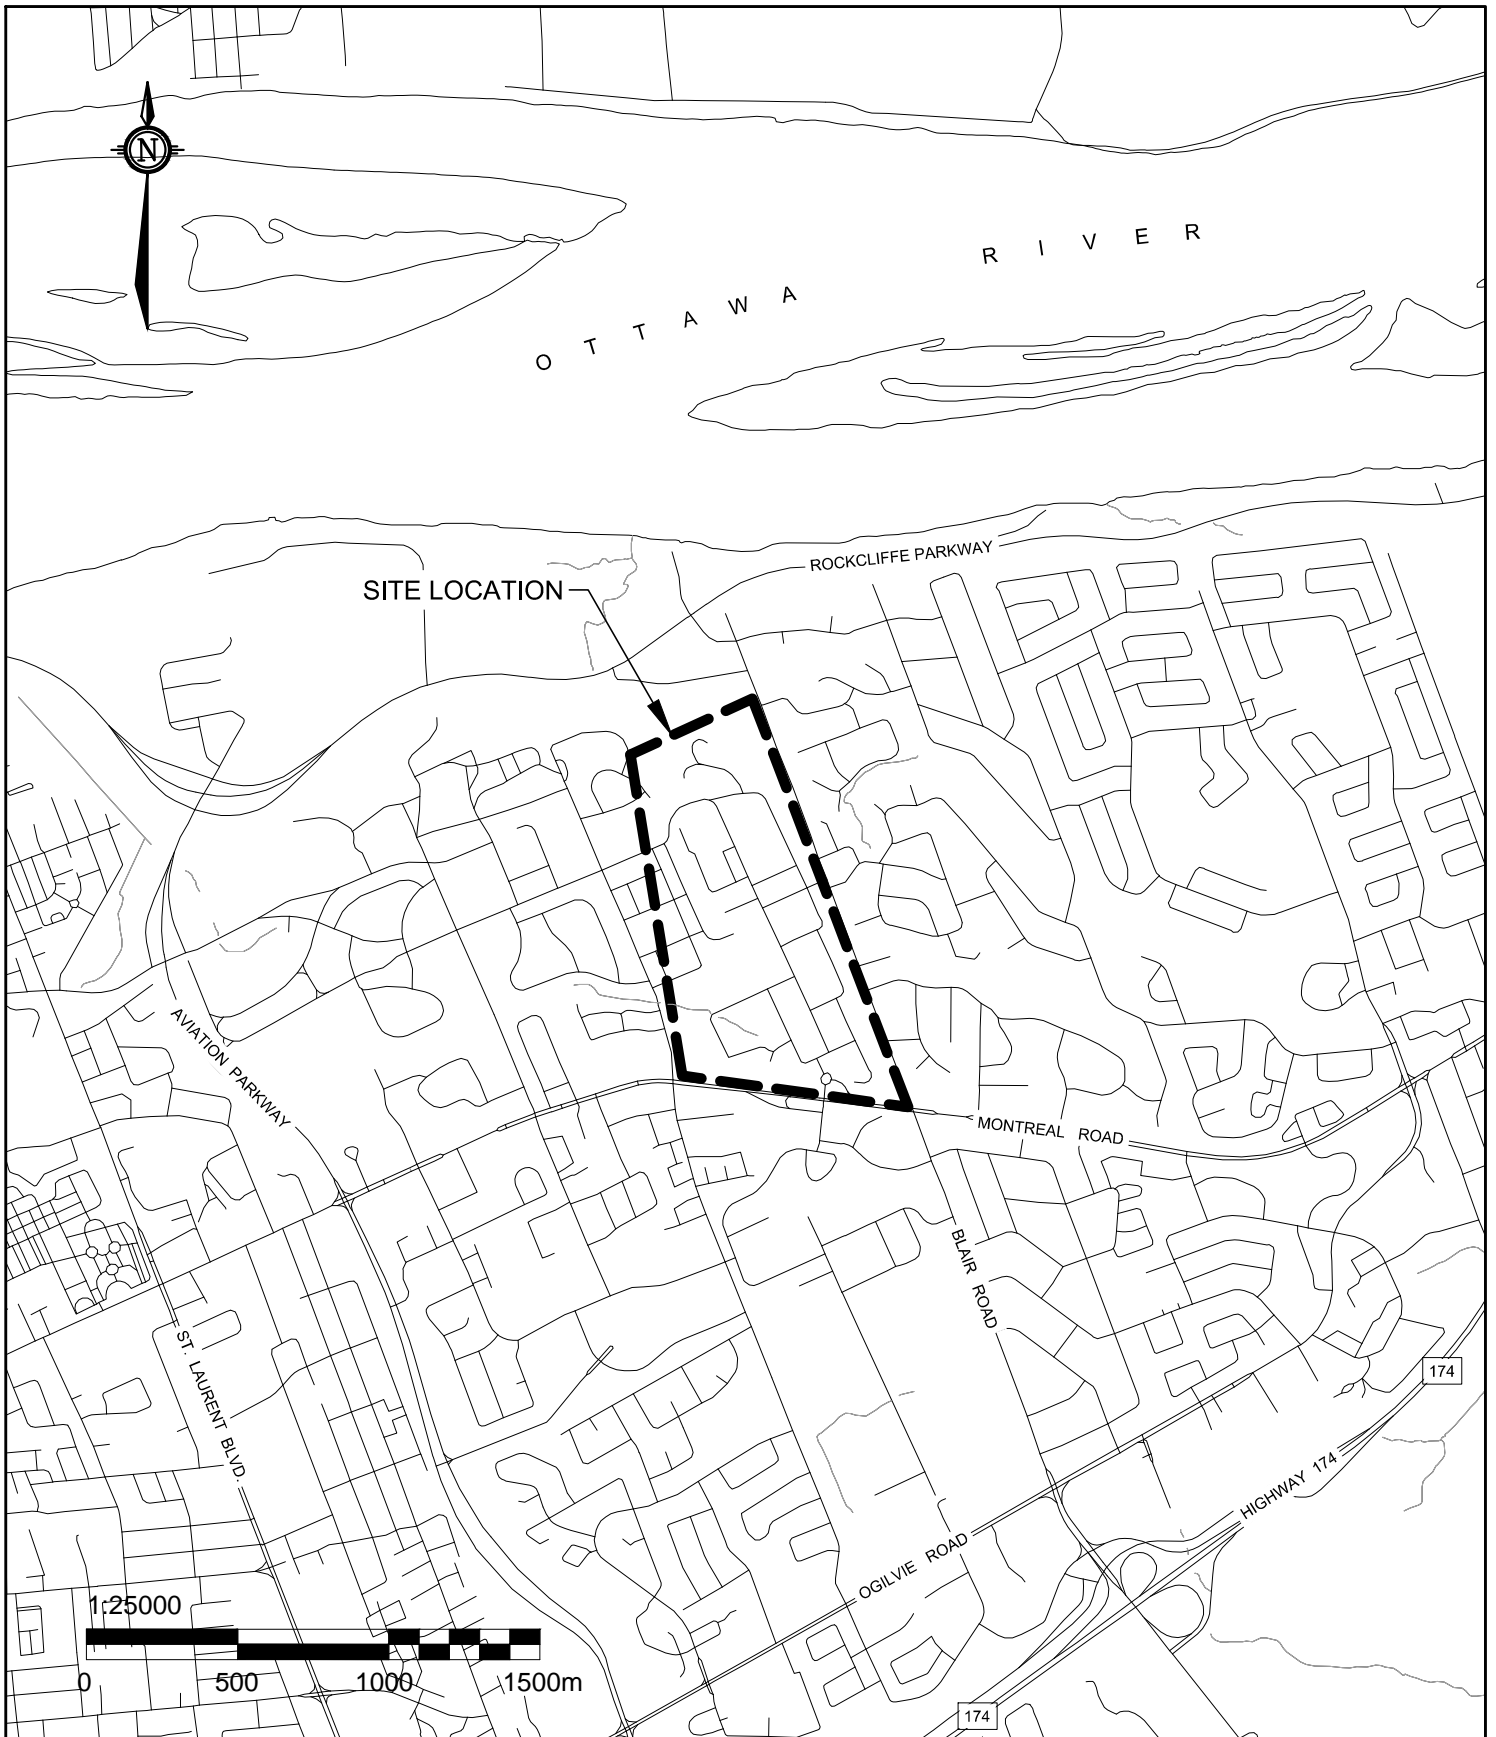 N
OTTAWA RIVER
ROCKCLIFFE PARKWAY
SITE LOCATION
AVIATION PARKWAY
MONTREAL ROAD
BLAIR ROAD
ST. LAURENT BLVD.
174
HIGHWAY 174
OGILVIE ROAD
1:25000
0 500 1000 1500m
174